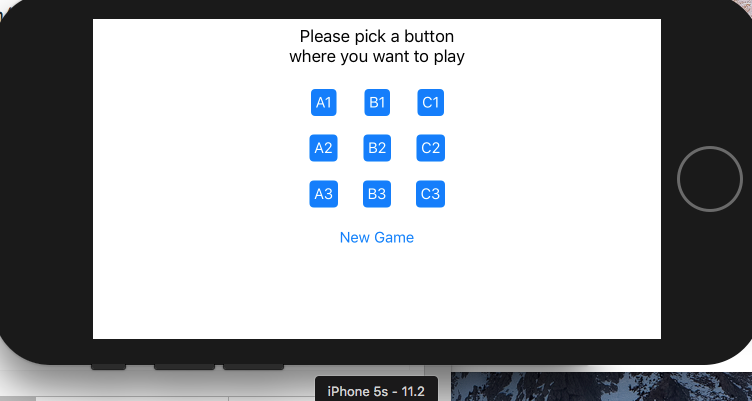 Please pick a button
where you want to play
A1 B1 C1
A2 B2 C2
A3 B3 C3
New Game
iPhone 5s - 11.2